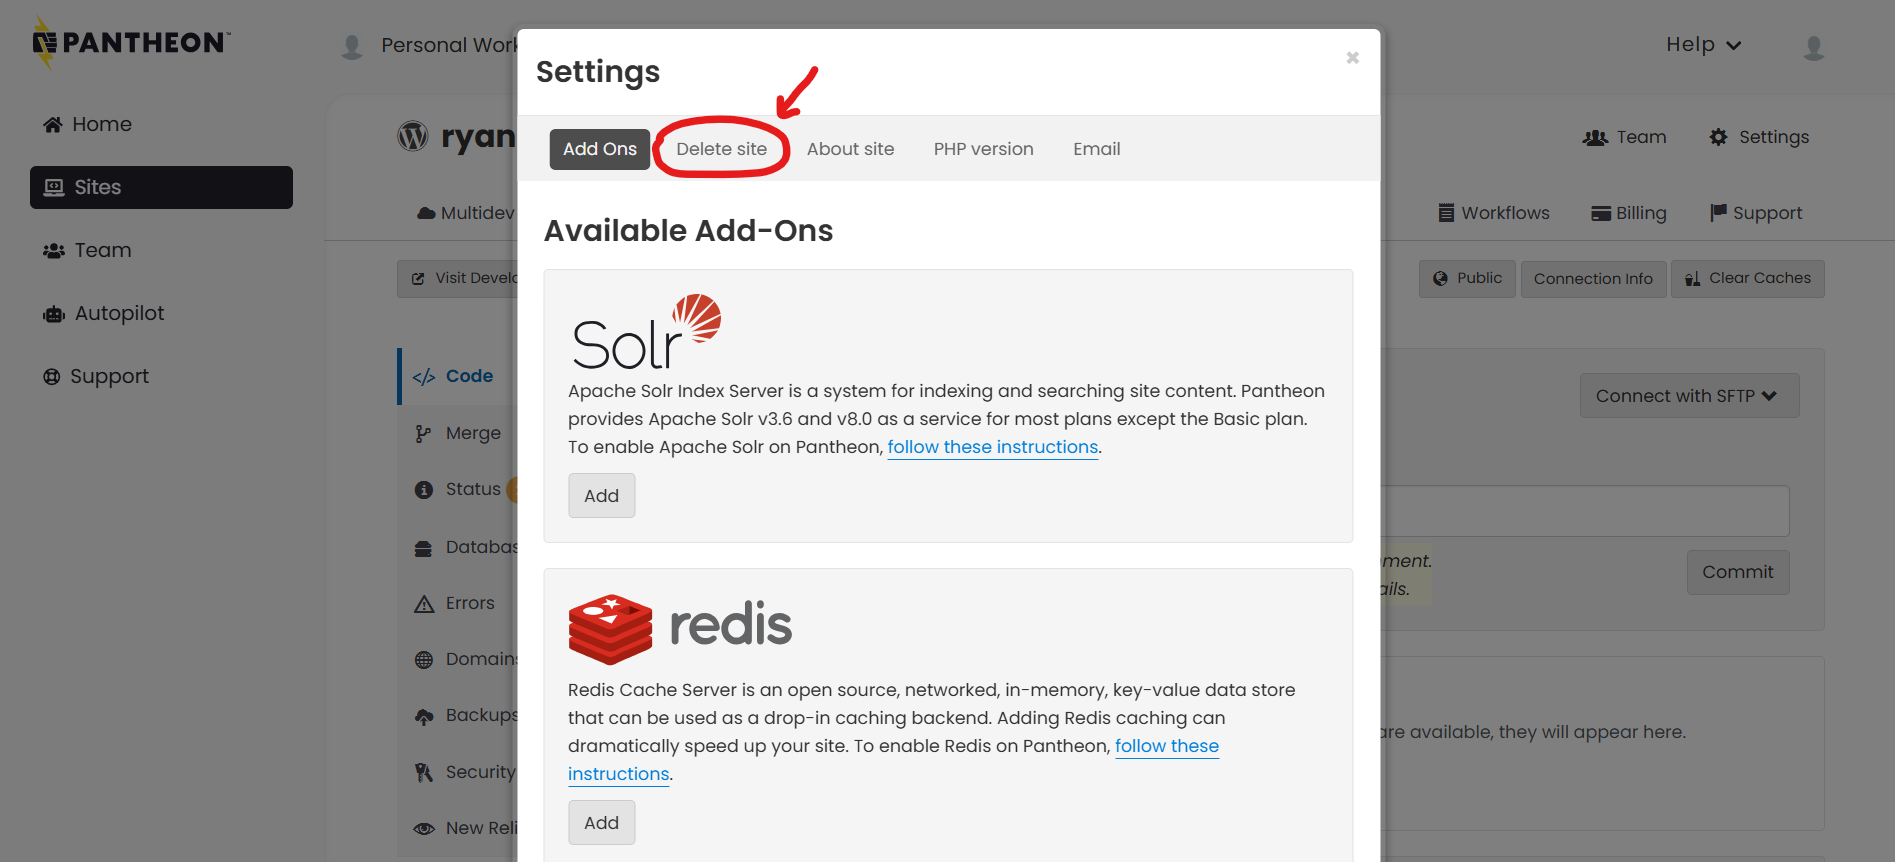 PANTHEON™
Personal Work
Help
Home
Sites
Team
Autopilot
Support
ryan
Team
Settings
Multidev
Workflows
Billing
Support
Visit Develo
Public
Connection Info
Clear Caches
</> Code
Merge
Status
Databas
Errors
Domains
Backups
Security
New Reli
Connect with SFTP
ment.
ails.
Commit
are available, they will appear here.
Settings
×
Add Ons
Delete site
About site
PHP version
Email
Available Add-Ons
Solr
Apache Solr Index Server is a system for indexing and searching site content. Pantheon
provides Apache Solr v3.6 and v8.0 as a service for most plans except the Basic plan.
To enable Apache Solr on Pantheon, follow these instructions.
Add
redis
Redis Cache Server is an open source, networked, in-memory, key-value data store
that can be used as a drop-in caching backend. Adding Redis caching can
dramatically speed up your site. To enable Redis on Pantheon, follow these
instructions.
Add